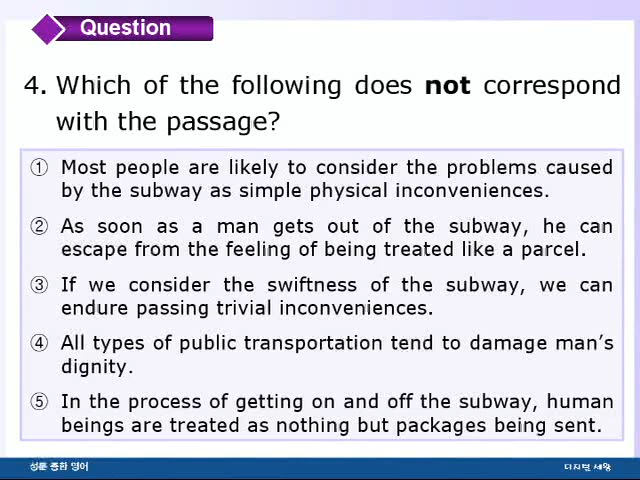 Question
4. Which of the following does not correspond
with the passage?
① Most people are likely to consider the problems caused
by the subway as simple physical inconveniences.
② As soon as a man gets out of the subway, he can
escape from the feeling of being treated like a parcel.
③ If we consider the swiftness of the subway, we can
endure passing trivial inconveniences.
④ All types of public transportation tend to damage man's
dignity.
⑤ In the process of getting on and off the subway, human
beings are treated as nothing but packages being sent.
성문 종합 영어
디지털 세왕